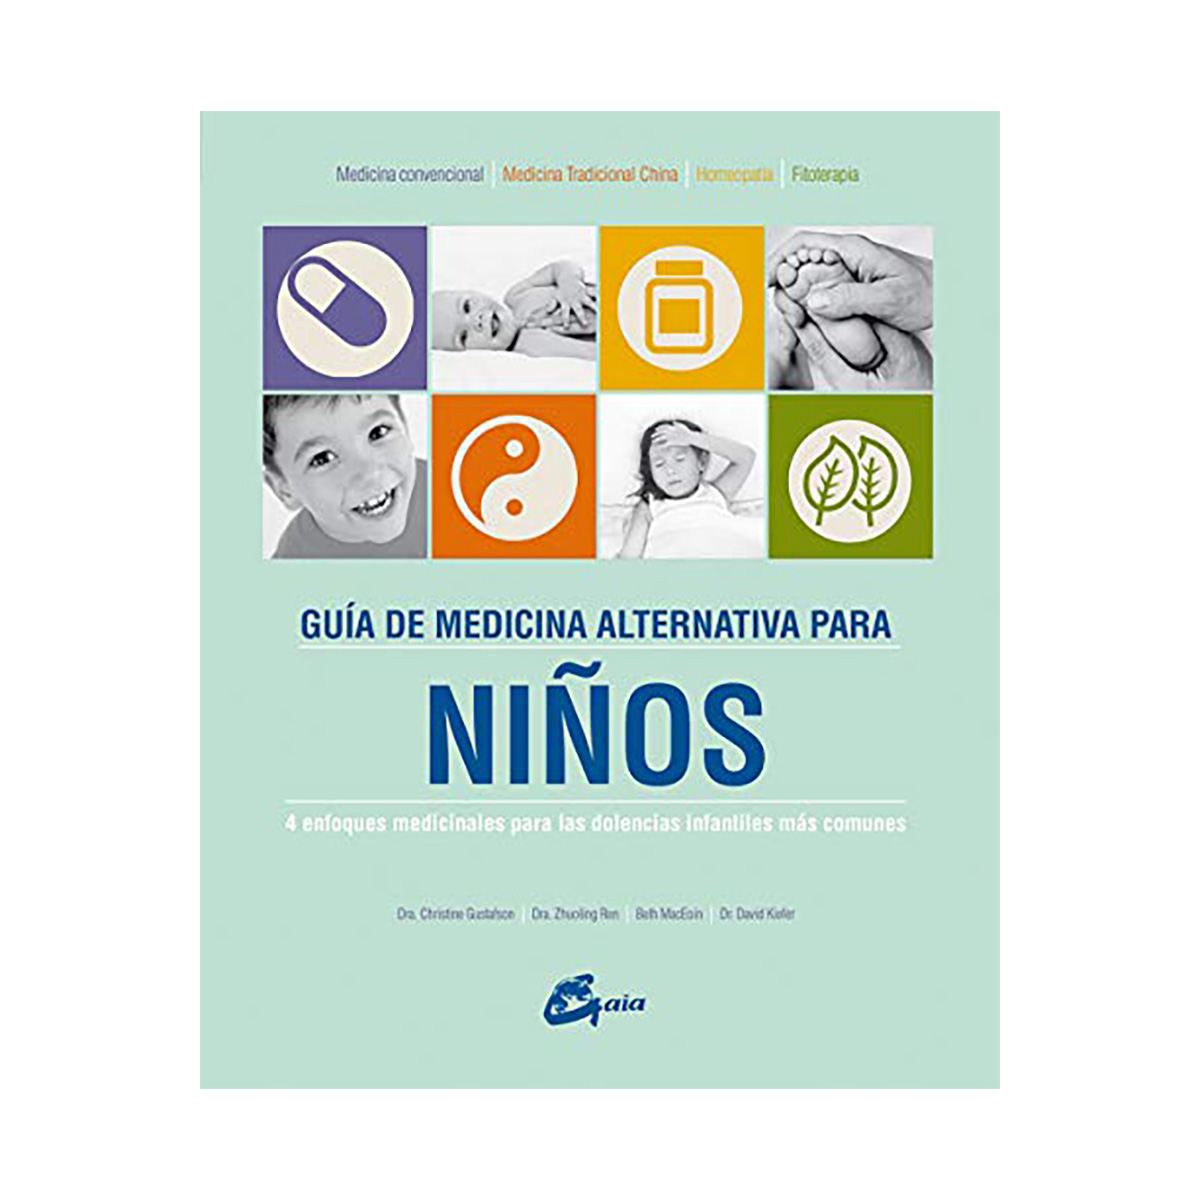 Medicina convencional | Medicina Tradicional China | Homeopatía | Fitoterapia
GUÍA DE MEDICINA ALTERNATIVA PARA
NIÑOS
4 enfoques medicinales para las dolencias infantiles más comunes
Dra. Christine Gustafson | Dra. Zhuoling Ren | Beth MacEoin | Dr. David Kiefer
Gaia